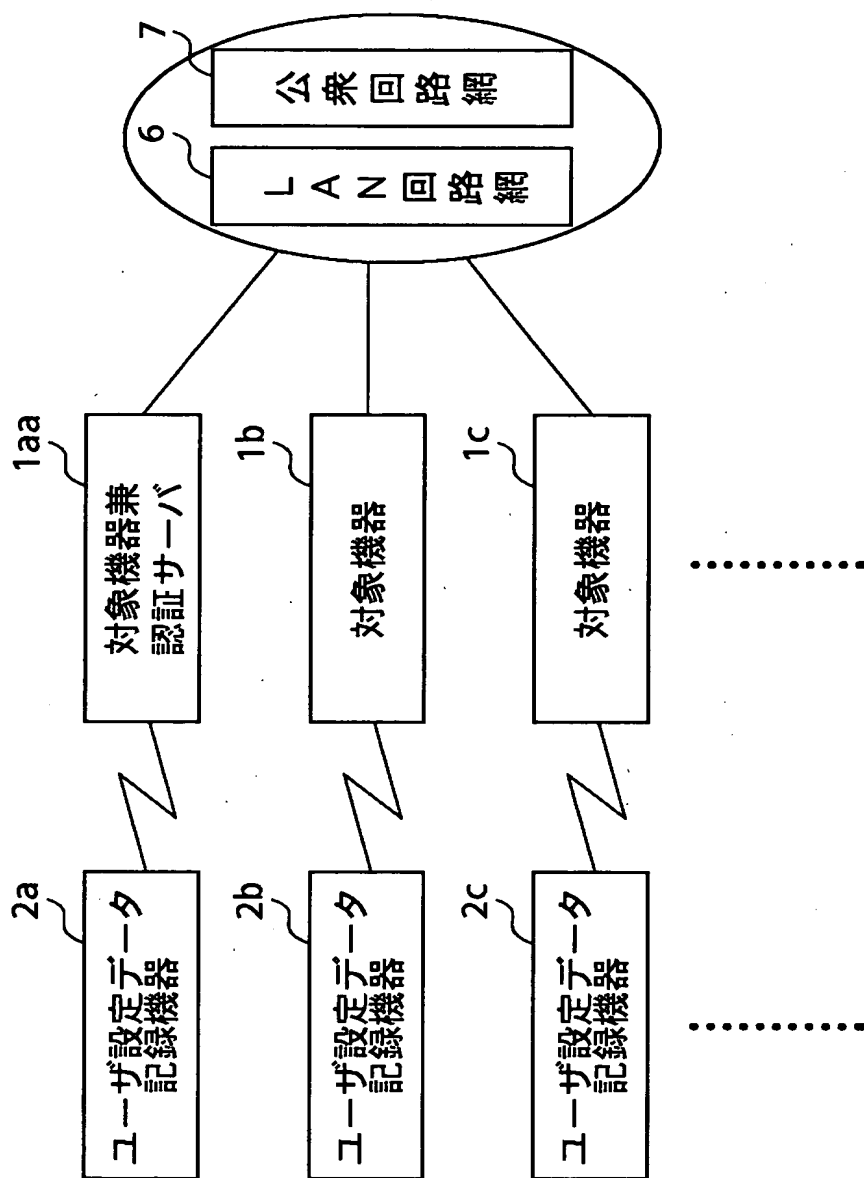 2a
ユーザ設定データ
記録機器
1aa
対象機器兼
認証サーバ
2b
ユーザ設定データ
記録機器
1b
対象機器
2c
ユーザ設定データ
記録機器
1c
対象機器
6
LAN回路網
7
公衆回路網